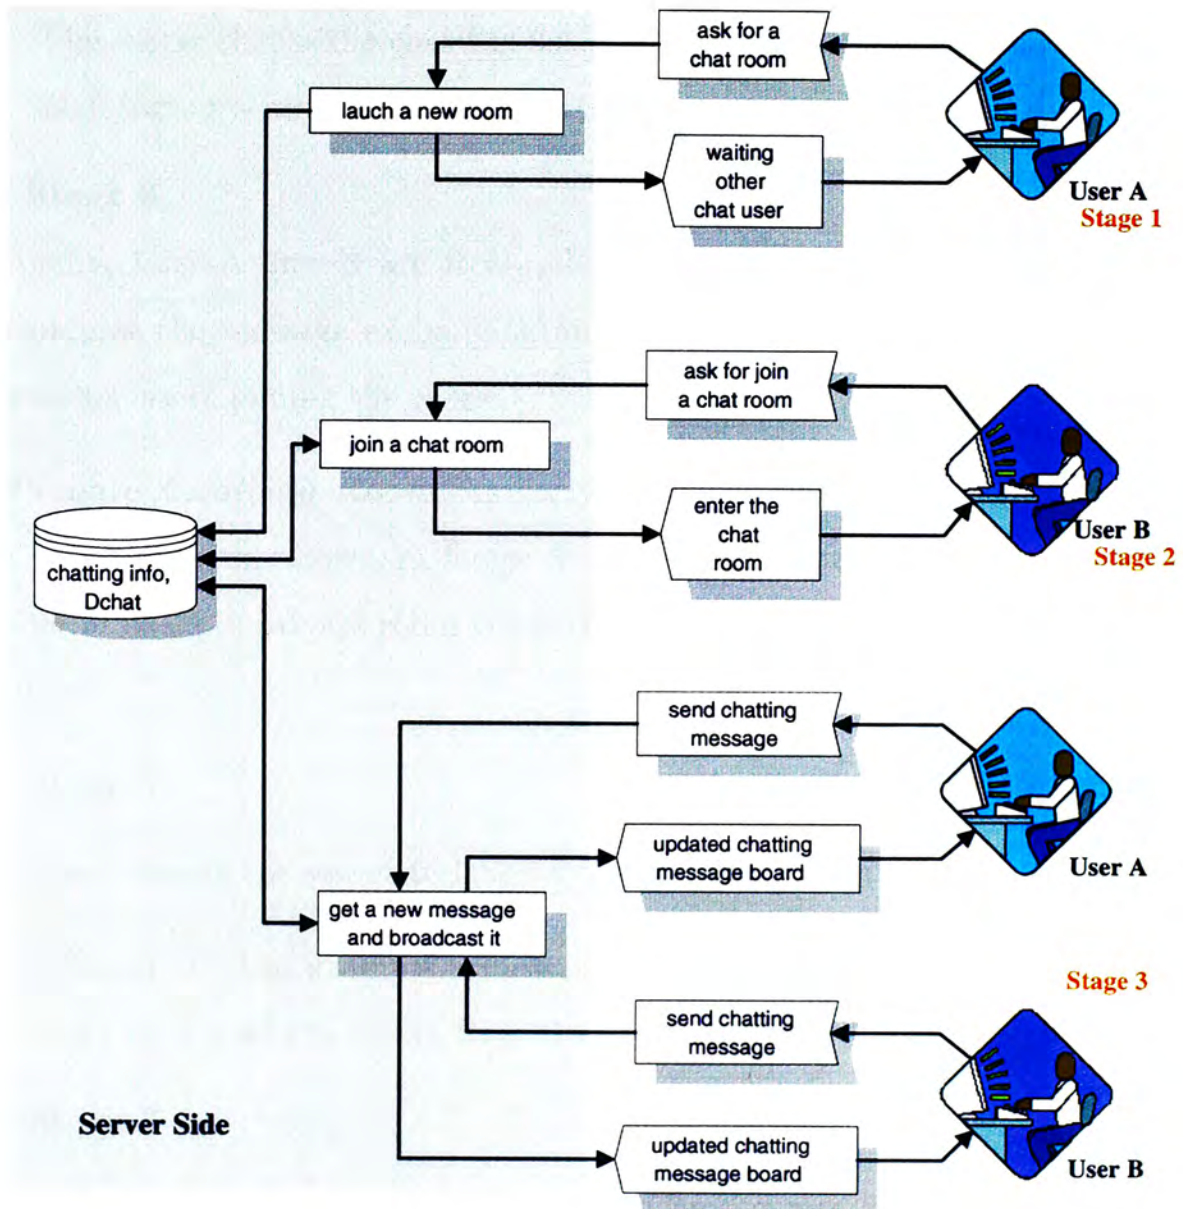 ask for a
chat room
lauch a new room
waiting
other
chat user
User A
Stage 1
ask for join
a chat room
join a chat room
enter the
chat
room
User B
Stage 2
chatting info,
Dchat
send chatting
message
updated chatting
message board
User A
get a new message
and broadcast it
Stage 3
send chatting
message
Server Side
updated chatting
message board
User B